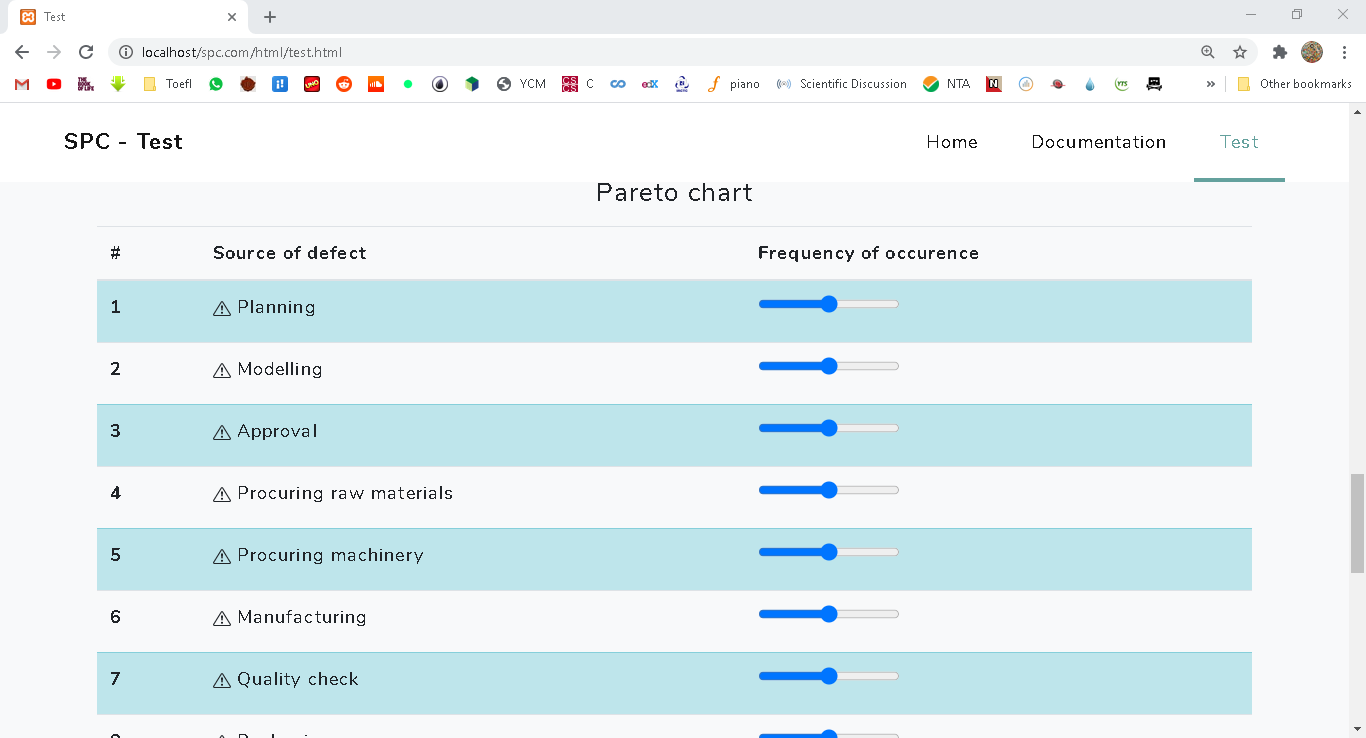 Test
localhost/spc.com/html/test.html
Toefl YCM C piano Scientific Discussion NTA » Other bookmarks
SPC - Test Home Documentation Test
Pareto chart
# Source of defect Frequency of occurence
1 Planning
2 Modelling
3 Approval
4 Procuring raw materials
5 Procuring machinery
6 Manufacturing
7 Quality check